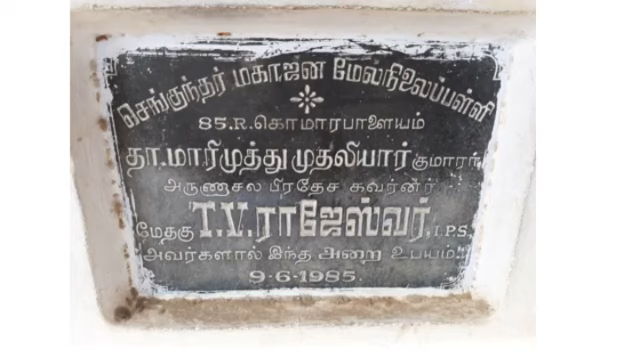 செங்குந்தர் மகாஜன மேல்நிலைப்பள்ளி
85.R.கொமாரபாளையம்
தா.மாரிமுத்து முதலியார் குமாரர்
அருணாசல பிரதேச கவர்னர்
மேதகு T.V.ராஜேஸ்வர், I.P.S.,
அவர்களால் இந்த அறை உபயம்.
9-6-1985.